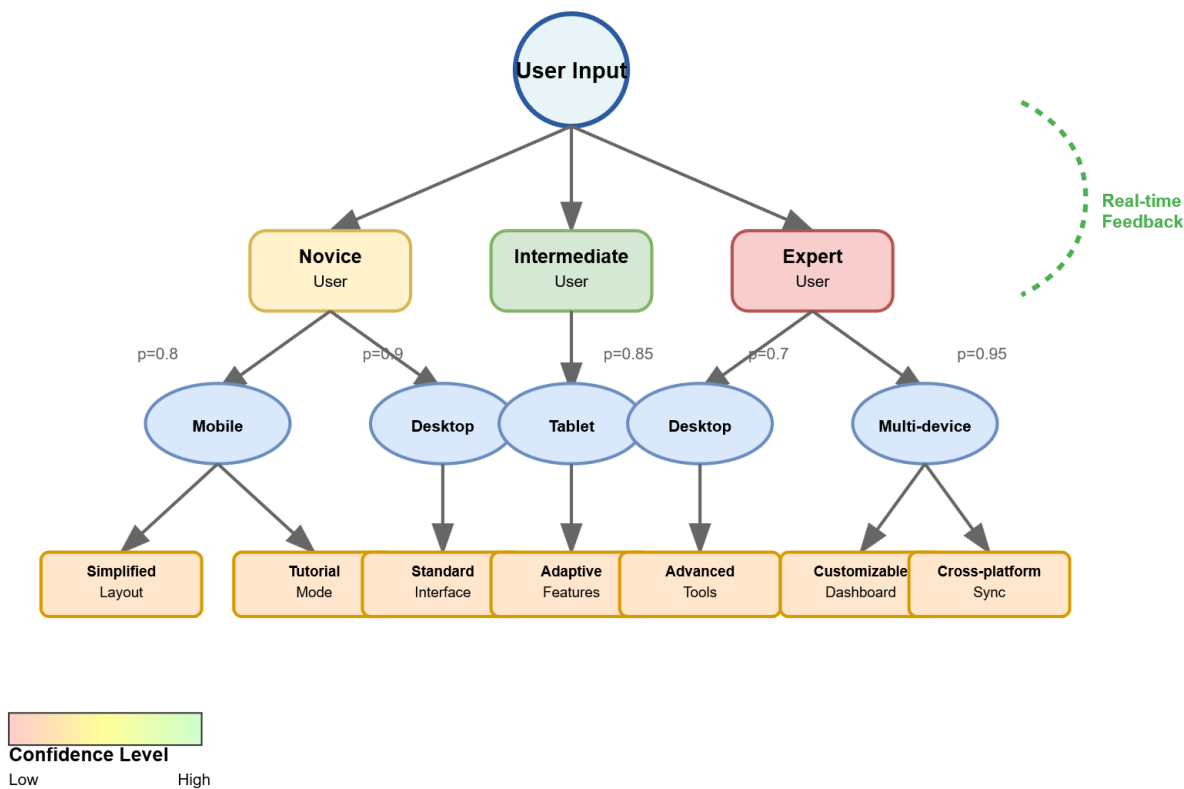 User Input
Real-time
Feedback
Novice
User
Intermediate
User
Expert
User
p=0.8
p=0.9
p=0.85
p=0.7
p=0.95
Mobile
Desktop
Tablet
Desktop
Multi-device
Simplified
Layout
Tutorial
Mode
Standard
Interface
Adaptive
Features
Advanced
Tools
Customizable
Dashboard
Cross-platform
Sync
Confidence Level
Low
High